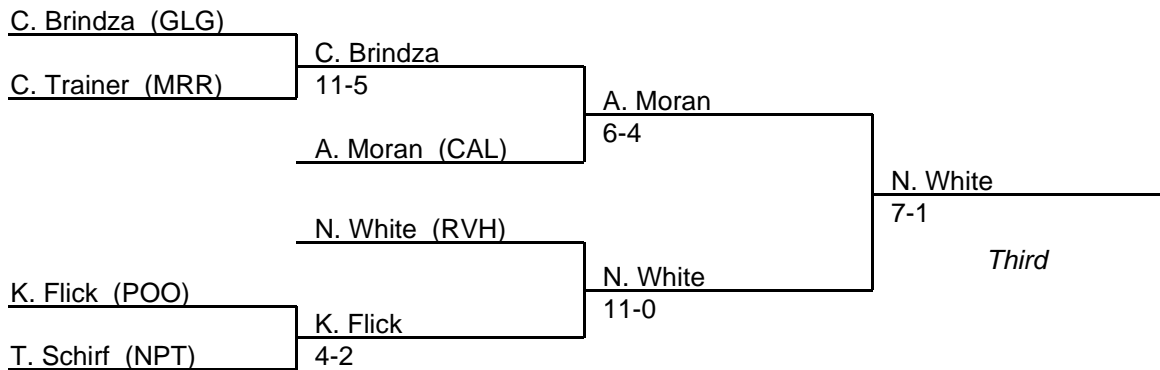 C. Brindza (GLG)
C. Trainer (MRR)
C. Brindza
11-5
A. Moran (CAL)
A. Moran
6-4
N. White (RVH)
N. White
7-1
Third
K. Flick (POO)
T. Schirf (NPT)
K. Flick
4-2
N. White
11-0